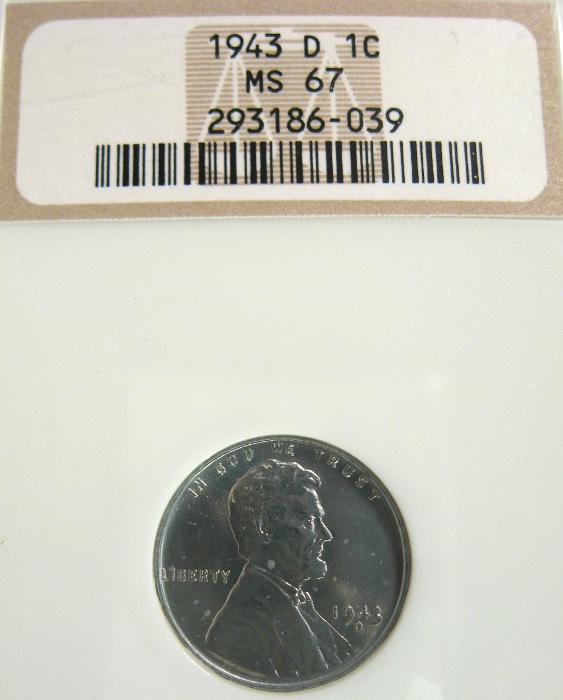 1943 D 1C
MS 67
293186-039
IN GOD WE TRUST
LIBERTY
1943
D